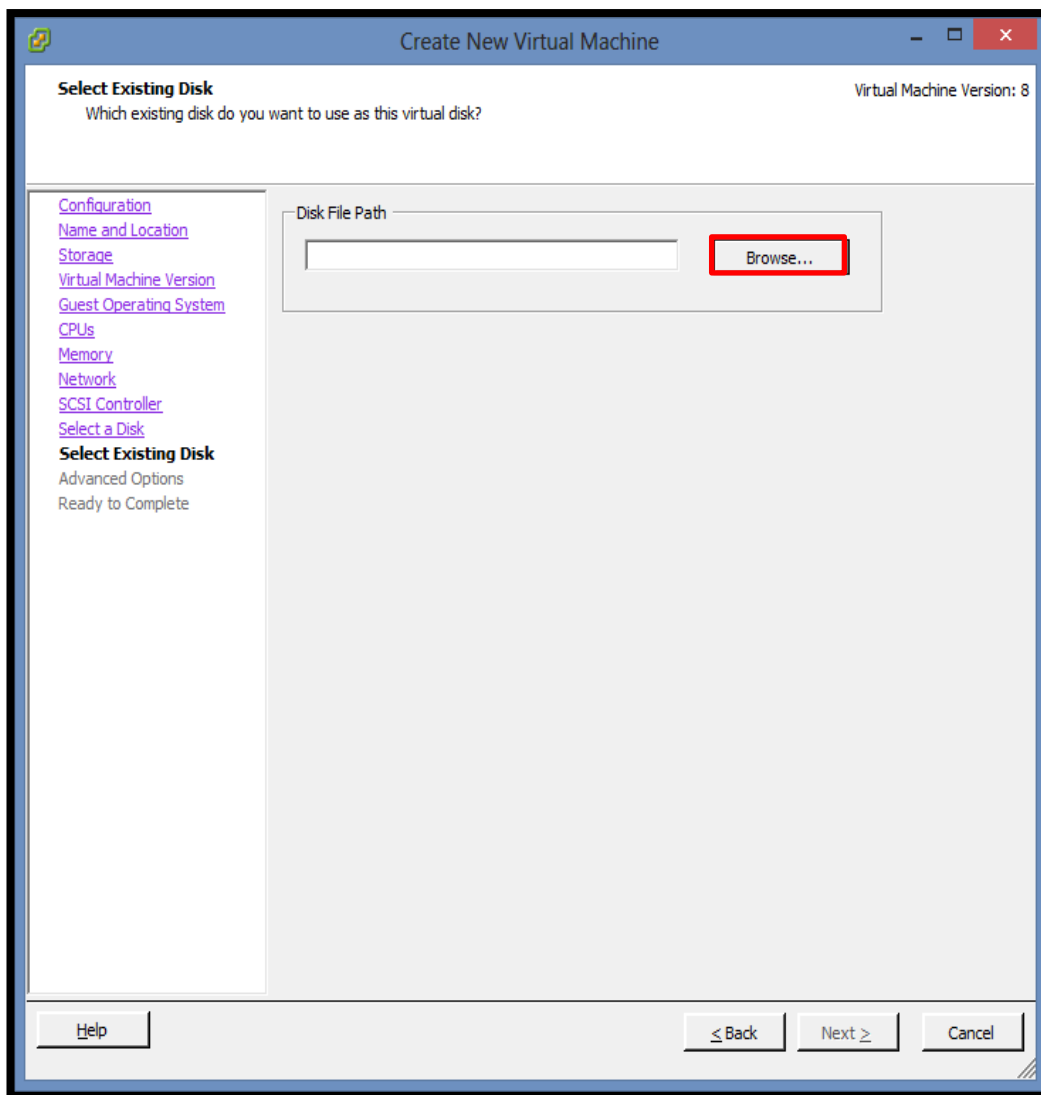 Create New Virtual Machine
Select Existing Disk
Virtual Machine Version: 8
Which existing disk do you want to use as this virtual disk?
Configuration
Name and Location
Storage
Virtual Machine Version
Guest Operating System
CPUs
Memory
Network
SCSI Controller
Select a Disk
Select Existing Disk
Advanced Options
Ready to Complete
Disk File Path
Browse...
Help
< Back
Next >
Cancel